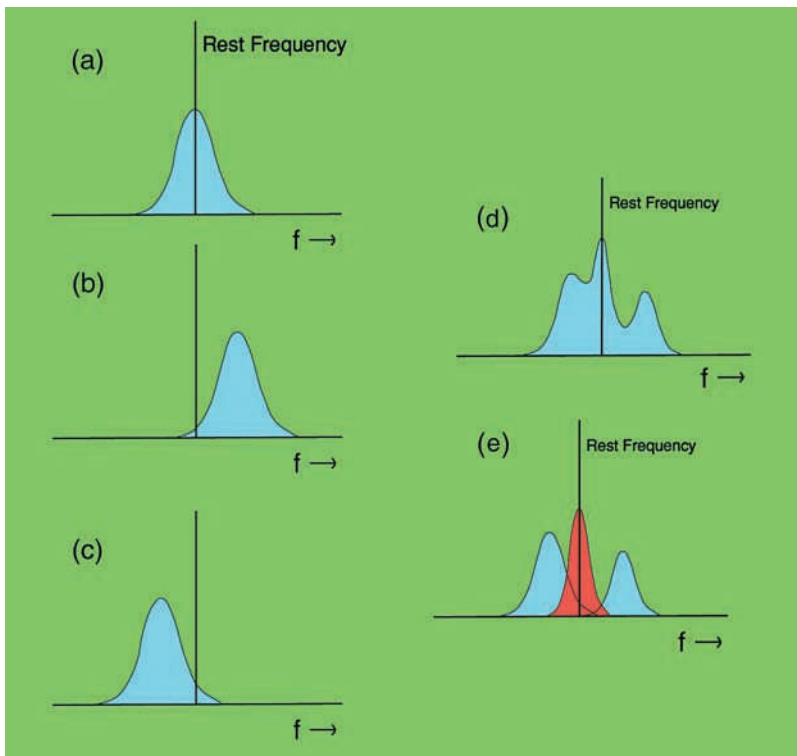 (a)
Rest Frequency
f →
(b)
f →
(c)
f →
(d)
Rest Frequency
f →
(e)
Rest Frequency
f →